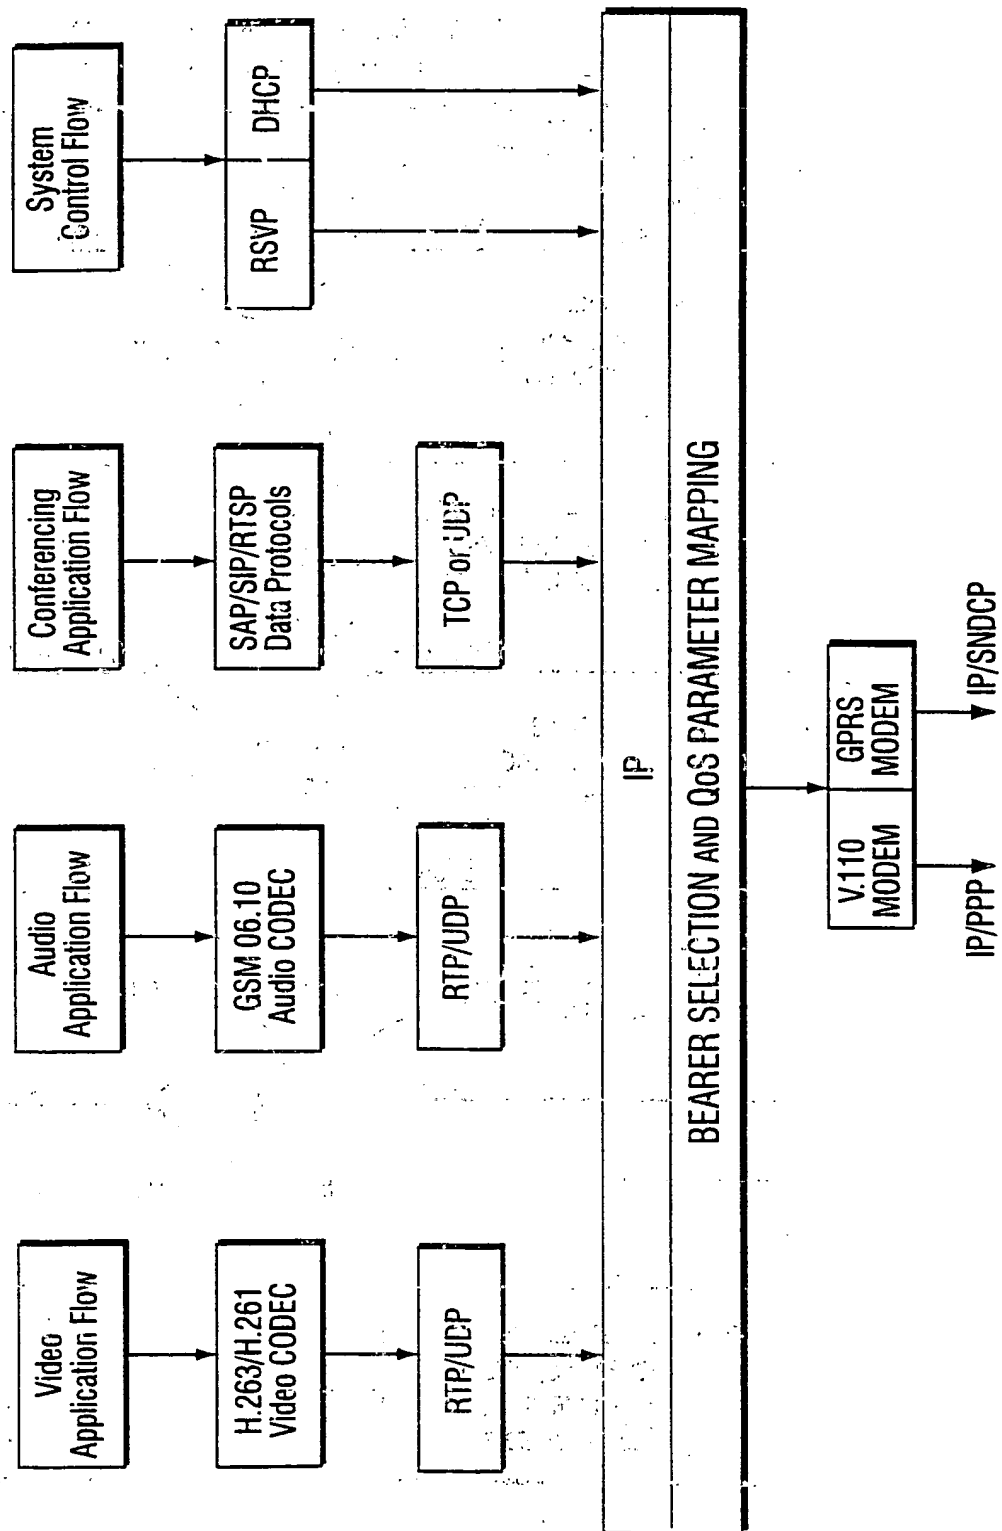 Video
Application Flow
H.263/H.261
Video CODEC
RTP/UDP
Audio
Application Flow
GSM 06.10
Audio CODEC
RTP/UDP
Conferencing
Application Flow
SAP/SIP/RTSP
Data Protocols
TCP or UDP
System
Control Flow
RSVP
DHCP
IP
BEARER SELECTION AND QoS PARAMETER MAPPING
V.110
MODEM
GPRS
MODEM
IP/PPP
IP/SNDCP